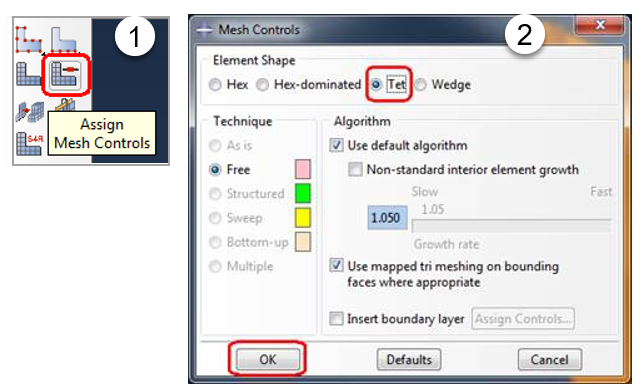 1
S4R
Assign
Mesh Controls
2
Mesh Controls
Element Shape
Hex Hex-dominated Tet Wedge
Technique
As is
Free
Structured
Sweep
Bottom-up
Multiple
Algorithm
Use default algorithm
Non-standard interior element growth
Slow Fast
1.050 1.05
Growth rate
Use mapped tri meshing on bounding
faces where appropriate
Insert boundary layer Assign Controls...
OK Defaults Cancel